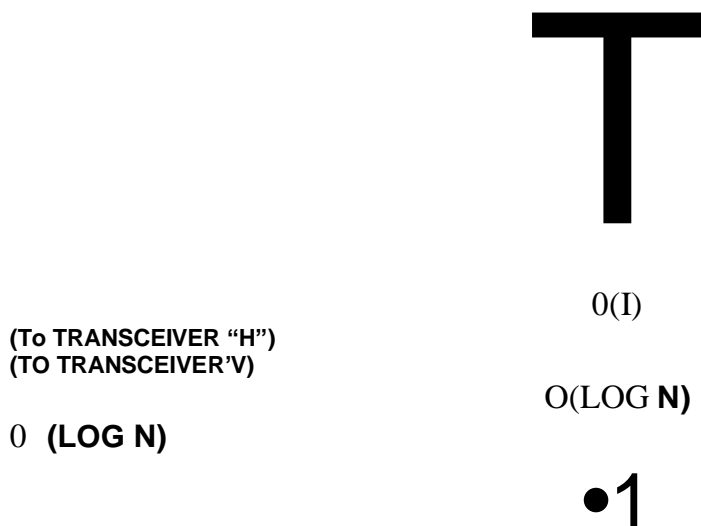 T
0(I)
(To TRANSCEIVER “H”)
(TO TRANSCEIVER’V)
O(LOG N)
0 (LOG N)
•1